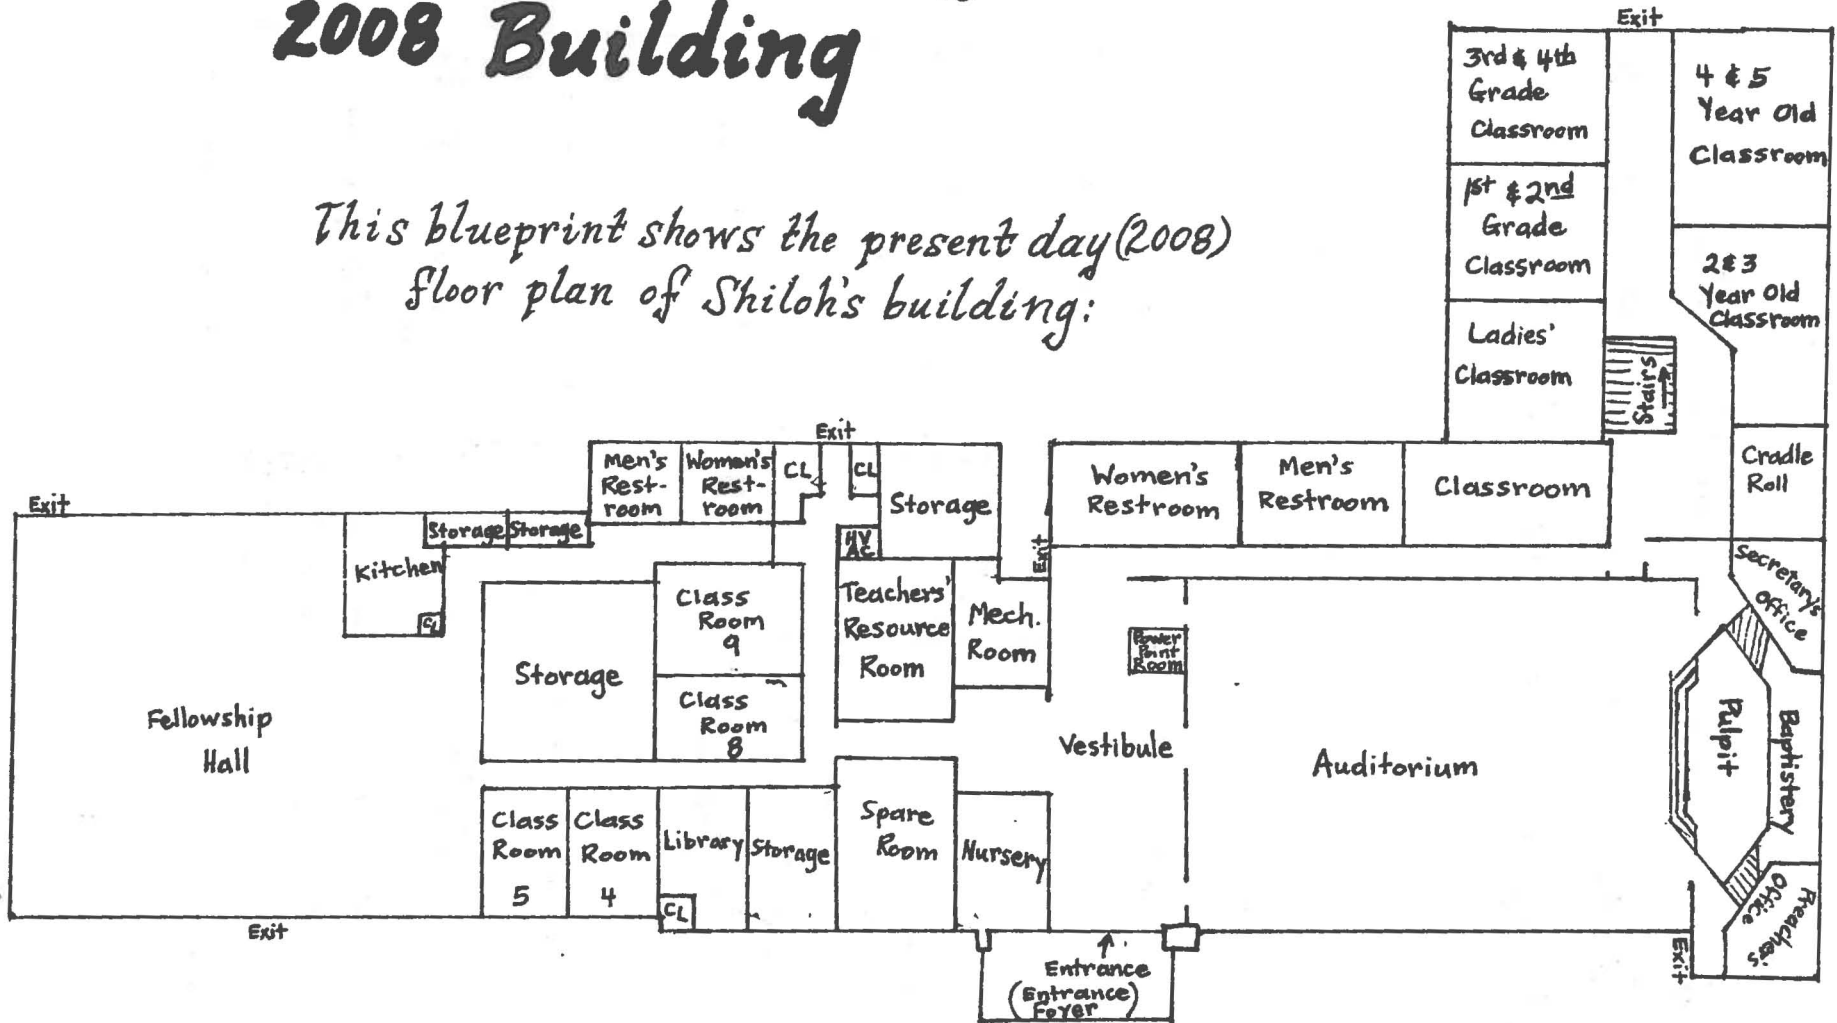 2008 Building
This blueprint shows the present day (2008)
floor plan of Shiloh's building:
Exit
3rd & 4th
Grade
Classroom
4 & 5
Year Old
Classroom
1st & 2nd
Grade
Classroom
2 & 3
Year Old
Classroom
Ladies'
Classroom
Stairs
Cradle
Roll
Exit
Men's
Rest-
room
Women's
Rest-
room
CL
CL
Storage
Women's
Restroom
Men's
Restroom
Classroom
Exit
Storage
Storage
Kitchen
CL
HV
AC
Exit
Secretary's
Office
Class
Room
9
Teachers'
Resource
Room
Mech.
Room
Power
Point
Room
Storage
Class
Room
8
Fellowship
Hall
Vestibule
Auditorium
Pulpit
Baptistery
Class
Room
5
Class
Room
4
Library
CL
Storage
Spare
Room
Nursery
Preacher's
Office
Exit
Exit
Entrance
(Entrance)
Foyer